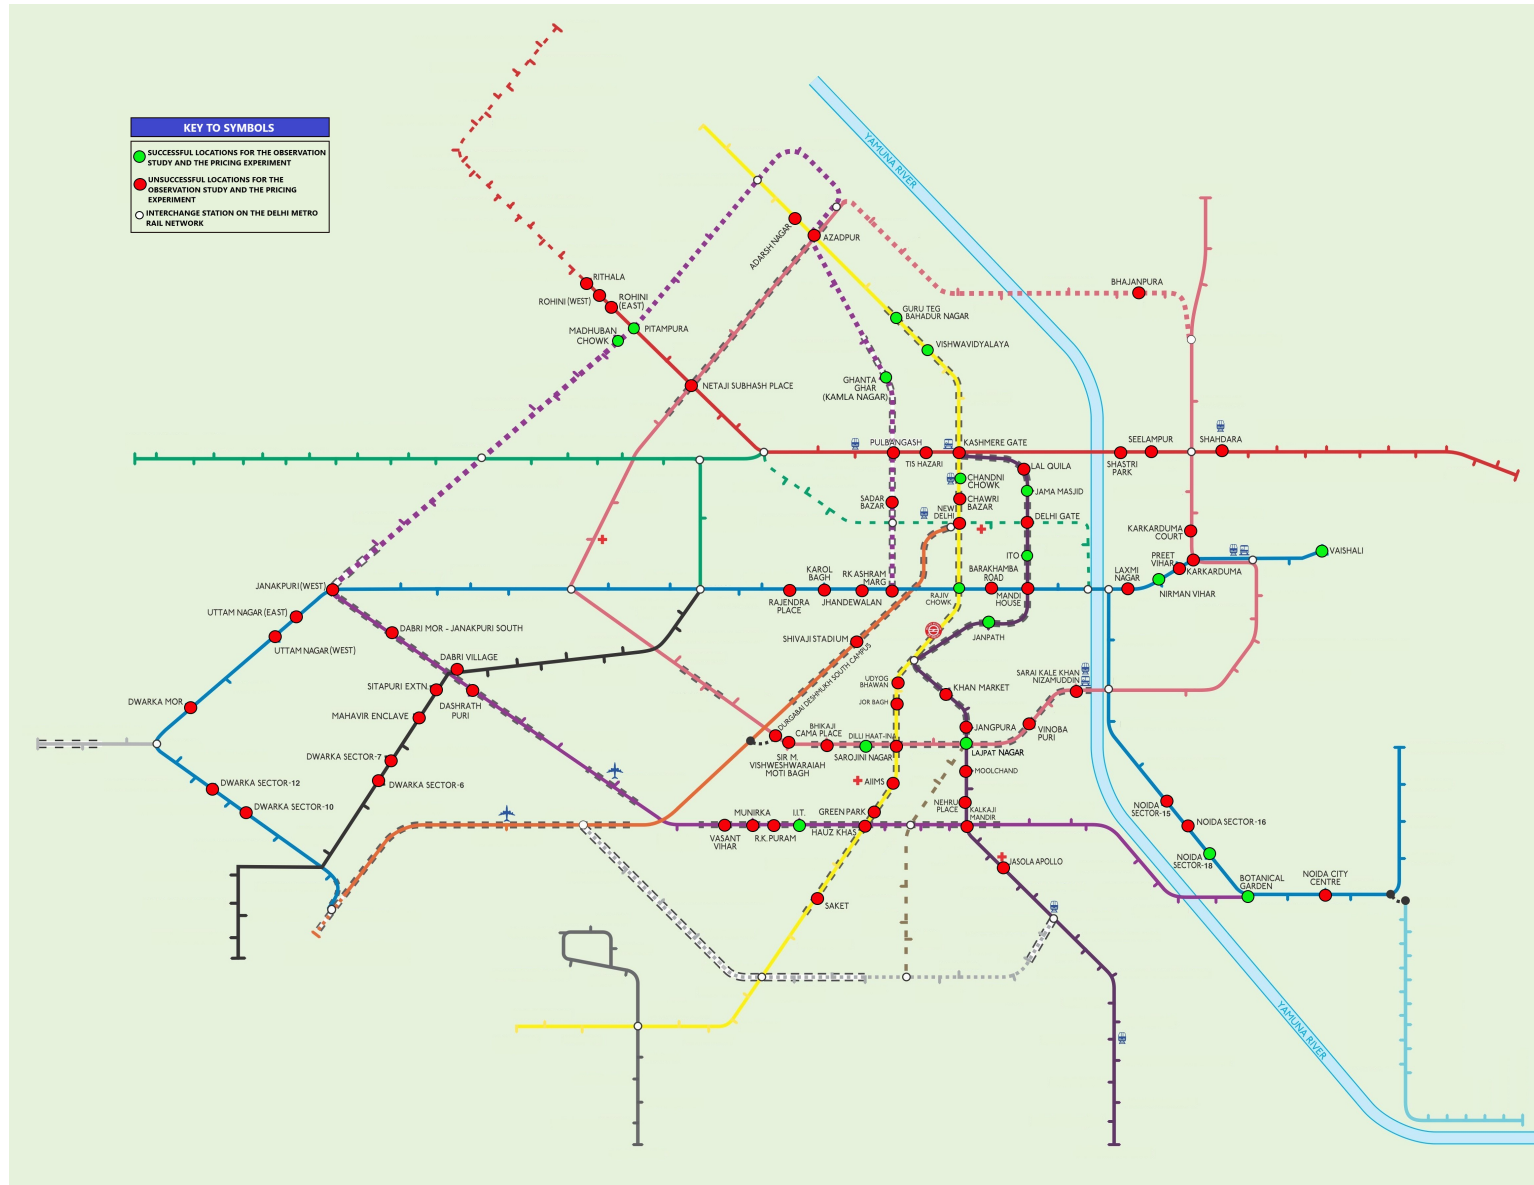 KEY TO SYMBOLS
SUCCESSFUL LOCATIONS FOR THE OBSERVATION
STUDY AND THE PRICING EXPERIMENT
UNSUCCESSFUL LOCATIONS FOR THE
OBSERVATION STUDY AND THE PRICING
EXPERIMENT
INTERCHANGE STATION ON THE DELHI METRO
RAIL NETWORK
YAMUNA RIVER
ADARSH NAGAR
AZADPUR
RITHALA
ROHINI (WEST)
ROHINI
(EAST)
BHAJANPURA
MADHUBAN
CHOWK
PITAMPURA
GURU TEG
BAHADUR NAGAR
VISHWAVIDYALAYA
NETAJI SUBHASH PLACE
GHANTA
GHAR
(KAMLA NAGAR)
PULBANGASH
TIS HAZARI
KASHMERE GATE
SEELAMPUR
SHAHDARA
SHASTRI
PARK
LAL QUILA
CHANDNI
CHOWK
JAMA MASJID
SADAR
BAZAR
CHAWRI
BAZAR
NEW
DELHI
DELHI GATE
KARKARDUMA
COURT
ITO
PREET
VIHAR
KARKARDUMA
VAISHALI
JANAKPURI (WEST)
KAROL
BAGH
RK ASHRAM
MARG
BARAKHAMBA
ROAD
LAXMI
NAGAR
RAJENDRA
PLACE
JHANDEWALAN
RAJIV
CHOWK
MANDI
HOUSE
NIRMAN VIHAR
UTTAM NAGAR (EAST)
UTTAM NAGAR (WEST)
DABRI MOR - JANAKPURI SOUTH
SHIVAJI STADIUM
JANPATH
DABRI VILLAGE
SITAPURI EXTN.
DASHRATH
PURI
DURGABAI DESHMUKH SOUTH CAMPUS
UDYOG
BHAWAN
KHAN MARKET
SARAI KALE KHAN
NIZAMUDDIN
DWARKA MOR
MAHAVIR ENCLAVE
JOR BAGH
BHIKAJI
CAMA PLACE
DILLI HAAT-INA
JANGPURA
VINOBA
PURI
SIR M.
VISHWESHWARAIAH
MOTI BAGH
SAROJINI NAGAR
LAJPAT NAGAR
DWARKA SECTOR-7
DWARKA SECTOR-6
DWARKA SECTOR-12
DWARKA SECTOR-10
AIIMS
MOOLCHAND
MUNIRKA
I.I.T.
GREEN PARK
NEHRU
PLACE
KALKAJI
MANDIR
VASANT
VIHAR
R.K. PURAM
HAUZ KHAS
NOIDA
SECTOR-15
NOIDA SECTOR-16
NOIDA
SECTOR-18
JASOLA APOLLO
SAKET
BOTANICAL
GARDEN
NOIDA CITY
CENTRE
YAMUNA RIVER